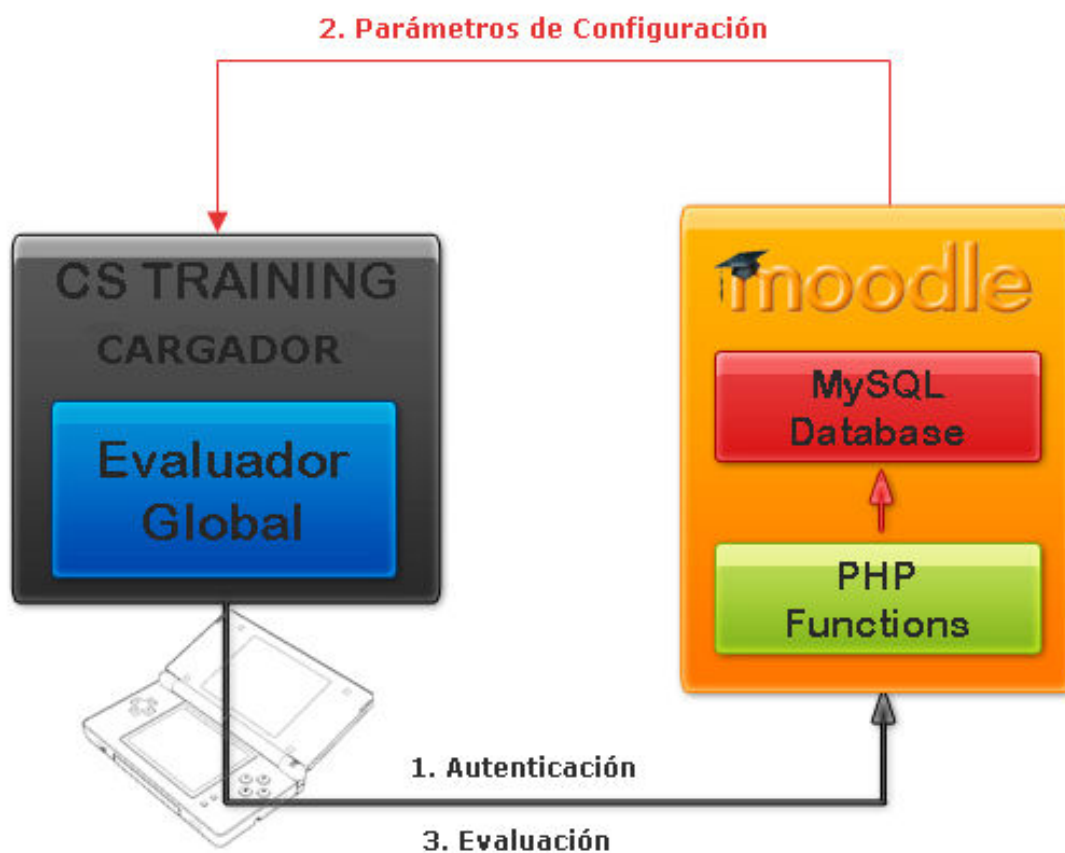 2. Parámetros de Configuración
CS TRAINING
CARGADOR
Evaluador
Global
moodle
MySQL
Database
PHP
Functions
1. Autenticación
3. Evaluación